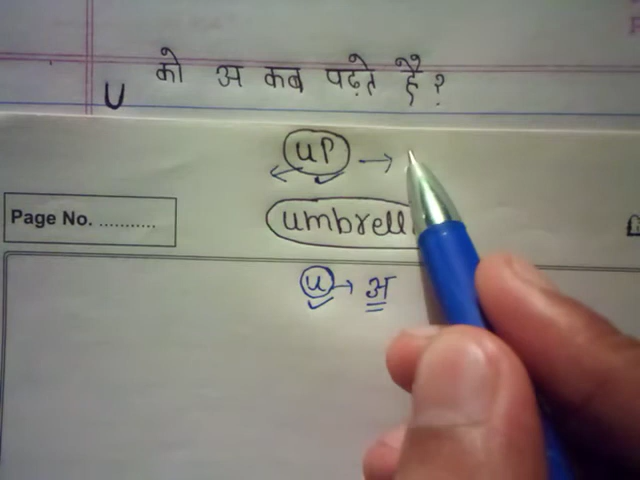 U को अ कब पढ़ते है?
up →
Page No. ...........
umbrell
u → अ